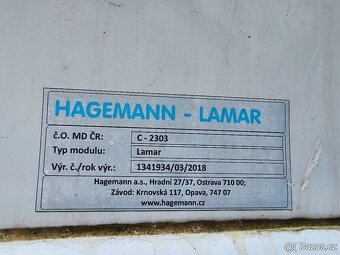 HAGEMANN - LAMAR
č.O. MD ČR: C - 2303
Typ modulu: Lamar
Výr. č./rok výr.: 1341934/03/2018
Hagemann a.s., Hradní 27/37, Ostrava 710 00;
Závod: Krnovská 117, Opava, 747 07
www.hagemann.cz
Bazoš.cz